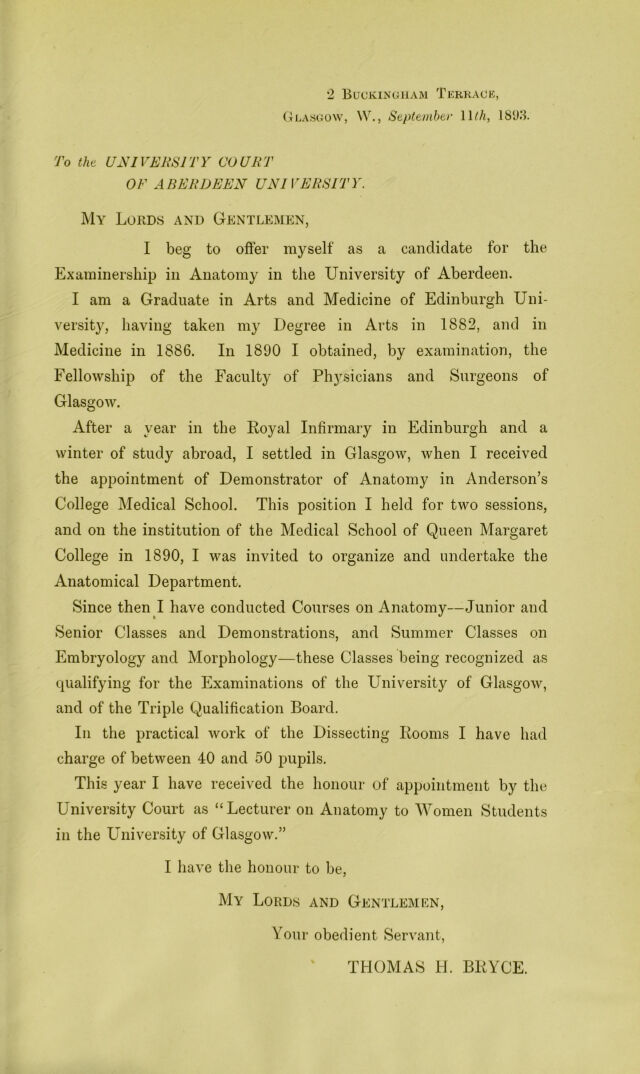 2 Buckingham Terrace,
Glasgow, W., September 11th, 1893.
To the UNIVERSITY COURT
OF ABERDEEN UNIVERSITY.
My Lords and Gentlemen,
I beg to offer myself as a candidate for the
Examinership in Anatomy in the University of Aberdeen.
I am a Graduate in Arts and Medicine of Edinburgh Uni-
versity, having taken my Degree in Arts in 1882, and in
Medicine in 1886. In 1890 I obtained, by examination, the
Fellowship of the Faculty of Physicians and Surgeons of
Glasgow.
After a year in the Royal Infirmary in Edinburgh and a
winter of study abroad, I settled in Glasgow, when I received
the appointment of Demonstrator of Anatomy in Anderson's
College Medical School. This position I held for two sessions,
and on the institution of the Medical School of Queen Margaret
College in 1890, I was invited to organize and undertake the
Anatomical Department.
Since then I have conducted Courses on Anatomy—Junior and
Senior Classes and Demonstrations, and Summer Classes on
Embryology and Morphology—these Classes being recognized as
qualifying for the Examinations of the University of Glasgow,
and of the Triple Qualification Board.
In the practical work of the Dissecting Rooms I have had
charge of between 40 and 50 pupils.
This year I have received the honour of appointment by the
University Court as "Lecturer on Anatomy to Women Students
in the University of Glasgow."
I have the honour to be,
My Lords and Gentlemen,
Your obedient Servant,
THOMAS H. BRYCE.